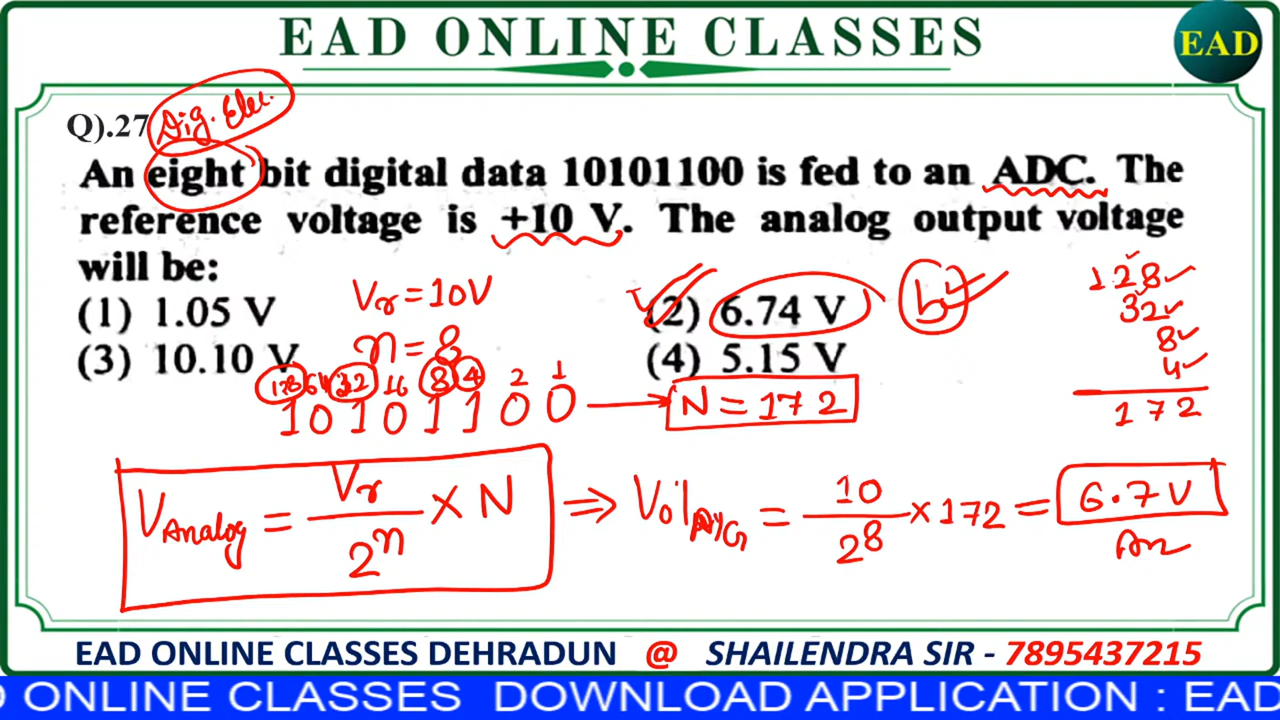 EAD ONLINE CLASSES
EAD
Q).27
Dig. Elec.
An eight bit digital data 10101100 is fed to an ADC. The
reference voltage is +10 V. The analog output voltage
will be:
(1) 1.05 V
(2) 6.74 V
(3) 10.10 V
(4) 5.15 V
b
Vr = 10V
n = 8
128 64 32 16 8 4 2 1
1 0 1 0 1 1 0 0 → N = 172
128
32
8
4
172
V Analog = Vr / 2^n × N
⇒ = 10 / 2^8 × 172 = 6.7 V
An
EAD ONLINE CLASSES DEHRADUN @ SHAILENDRA SIR - 7895437215
D ONLINE CLASSES DOWNLOAD APPLICATION : EAD